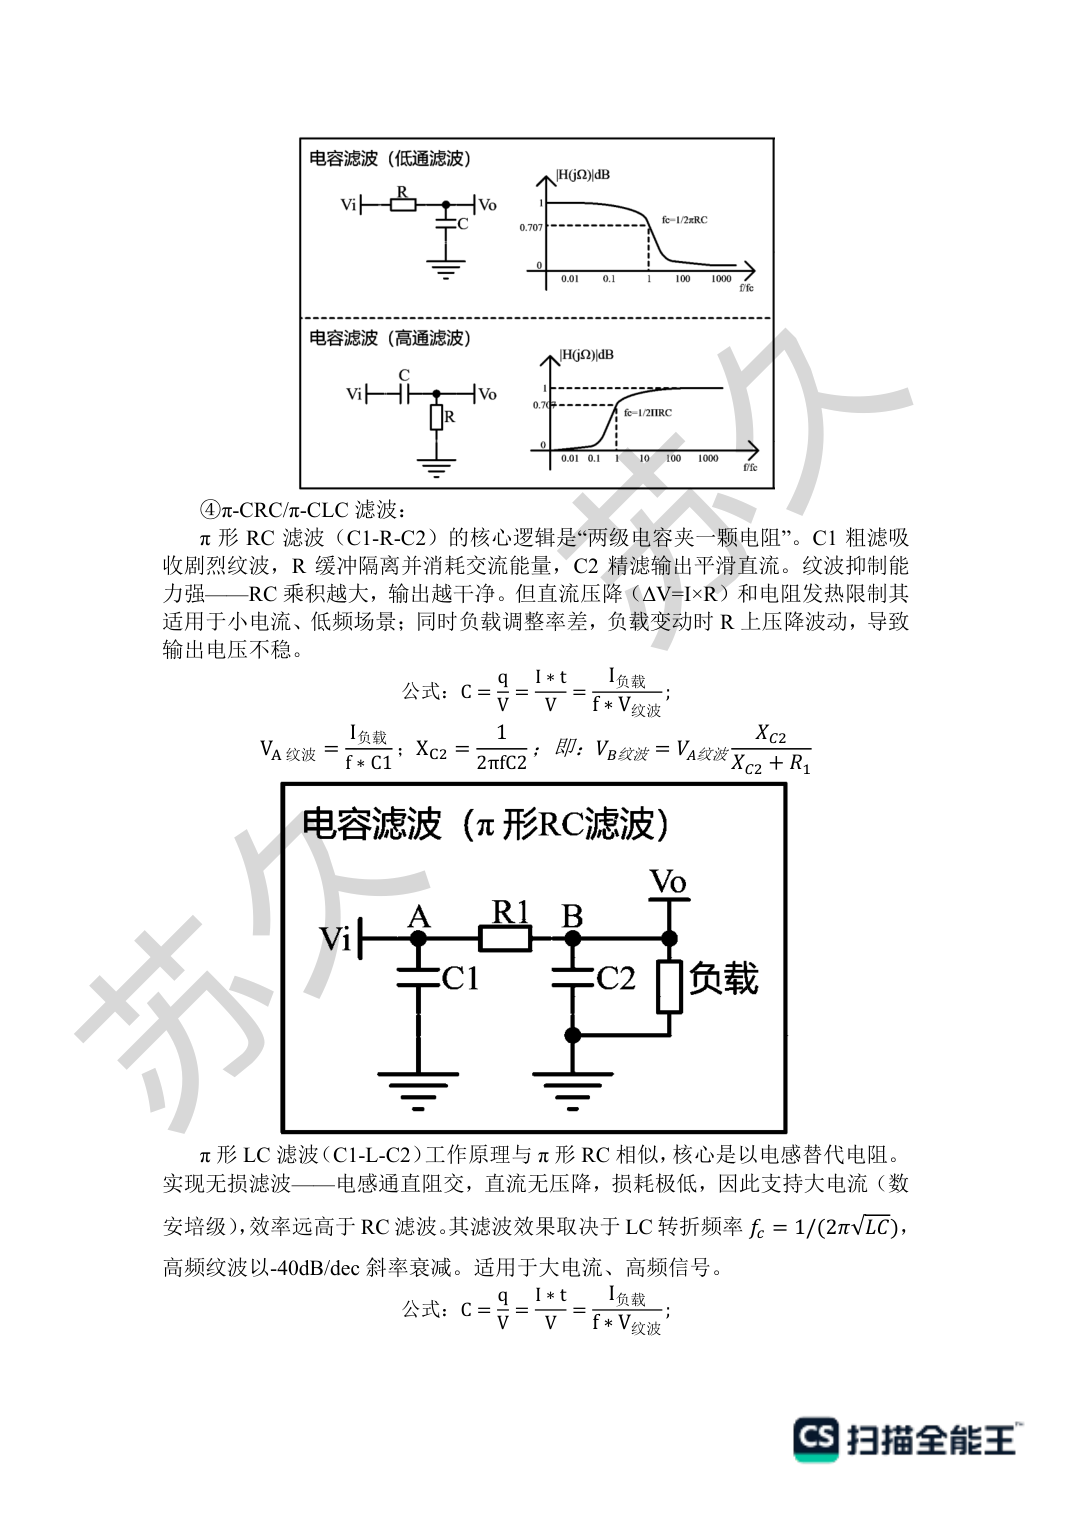 电容滤波（低通滤波）
|H(jΩ)|dB
Vi R Vo
C
1
0.707
fc=1/2πRC
0
0.01 0.1 1 100 1000
f/fc
电容滤波（高通滤波）
|H(jΩ)|dB
Vi C Vo
R
1
0.707
fc=1/2ΠRC
0
0.01 0.1 1 10 100 1000
f/fc
④π-CRC/π-CLC 滤波：
π 形 RC 滤波（C1-R-C2）的核心逻辑是“两级电容夹一颗电阻”。C1 粗滤吸
收剧烈纹波，R 缓冲隔离并消耗交流能量，C2 精滤输出平滑直流。纹波抑制能
力强——RC 乘积越大，输出越干净。但直流压降（ΔV=I×R）和电阻发热限制其
适用于小电流、低频场景；同时负载调整率差，负载变动时 R 上压降波动，导致
输出电压不稳。
公式：C = q/V = I∗t/V = I负载/(f∗V纹波);
VA纹波 = I负载/(f∗C1)；XC2 = 1/(2πfC2)；即：VB纹波 = VA纹波 XC2/(XC2 + R1)
电容滤波（π 形RC滤波）
Vo
Vi A R1 B
C1 C2 负载
π 形 LC 滤波（C1-L-C2）工作原理与 π 形 RC 相似，核心是以电感替代电阻。
实现无损滤波——电感通直阻交，直流无压降，损耗极低，因此支持大电流（数
安培级），效率远高于 RC 滤波。其滤波效果取决于 LC 转折频率 fc = 1/(2π√LC)，
高频纹波以-40dB/dec 斜率衰减。适用于大电流、高频信号。
公式：C = q/V = I∗t/V = I负载/(f∗V纹波);
苏久
苏久
CS 扫描全能王™